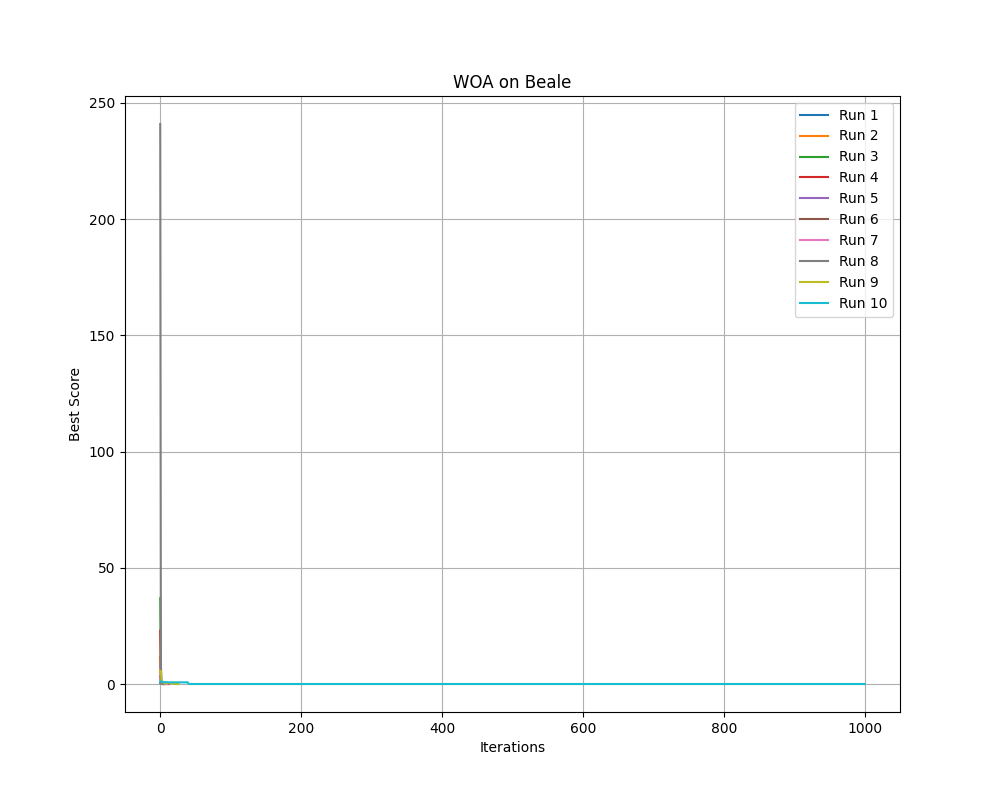 WOA on Beale
250
200
150
100
50
0
Best Score
0
200
400
600
800
1000
Iterations
Run 1
Run 2
Run 3
Run 4
Run 5
Run 6
Run 7
Run 8
Run 9
Run 10